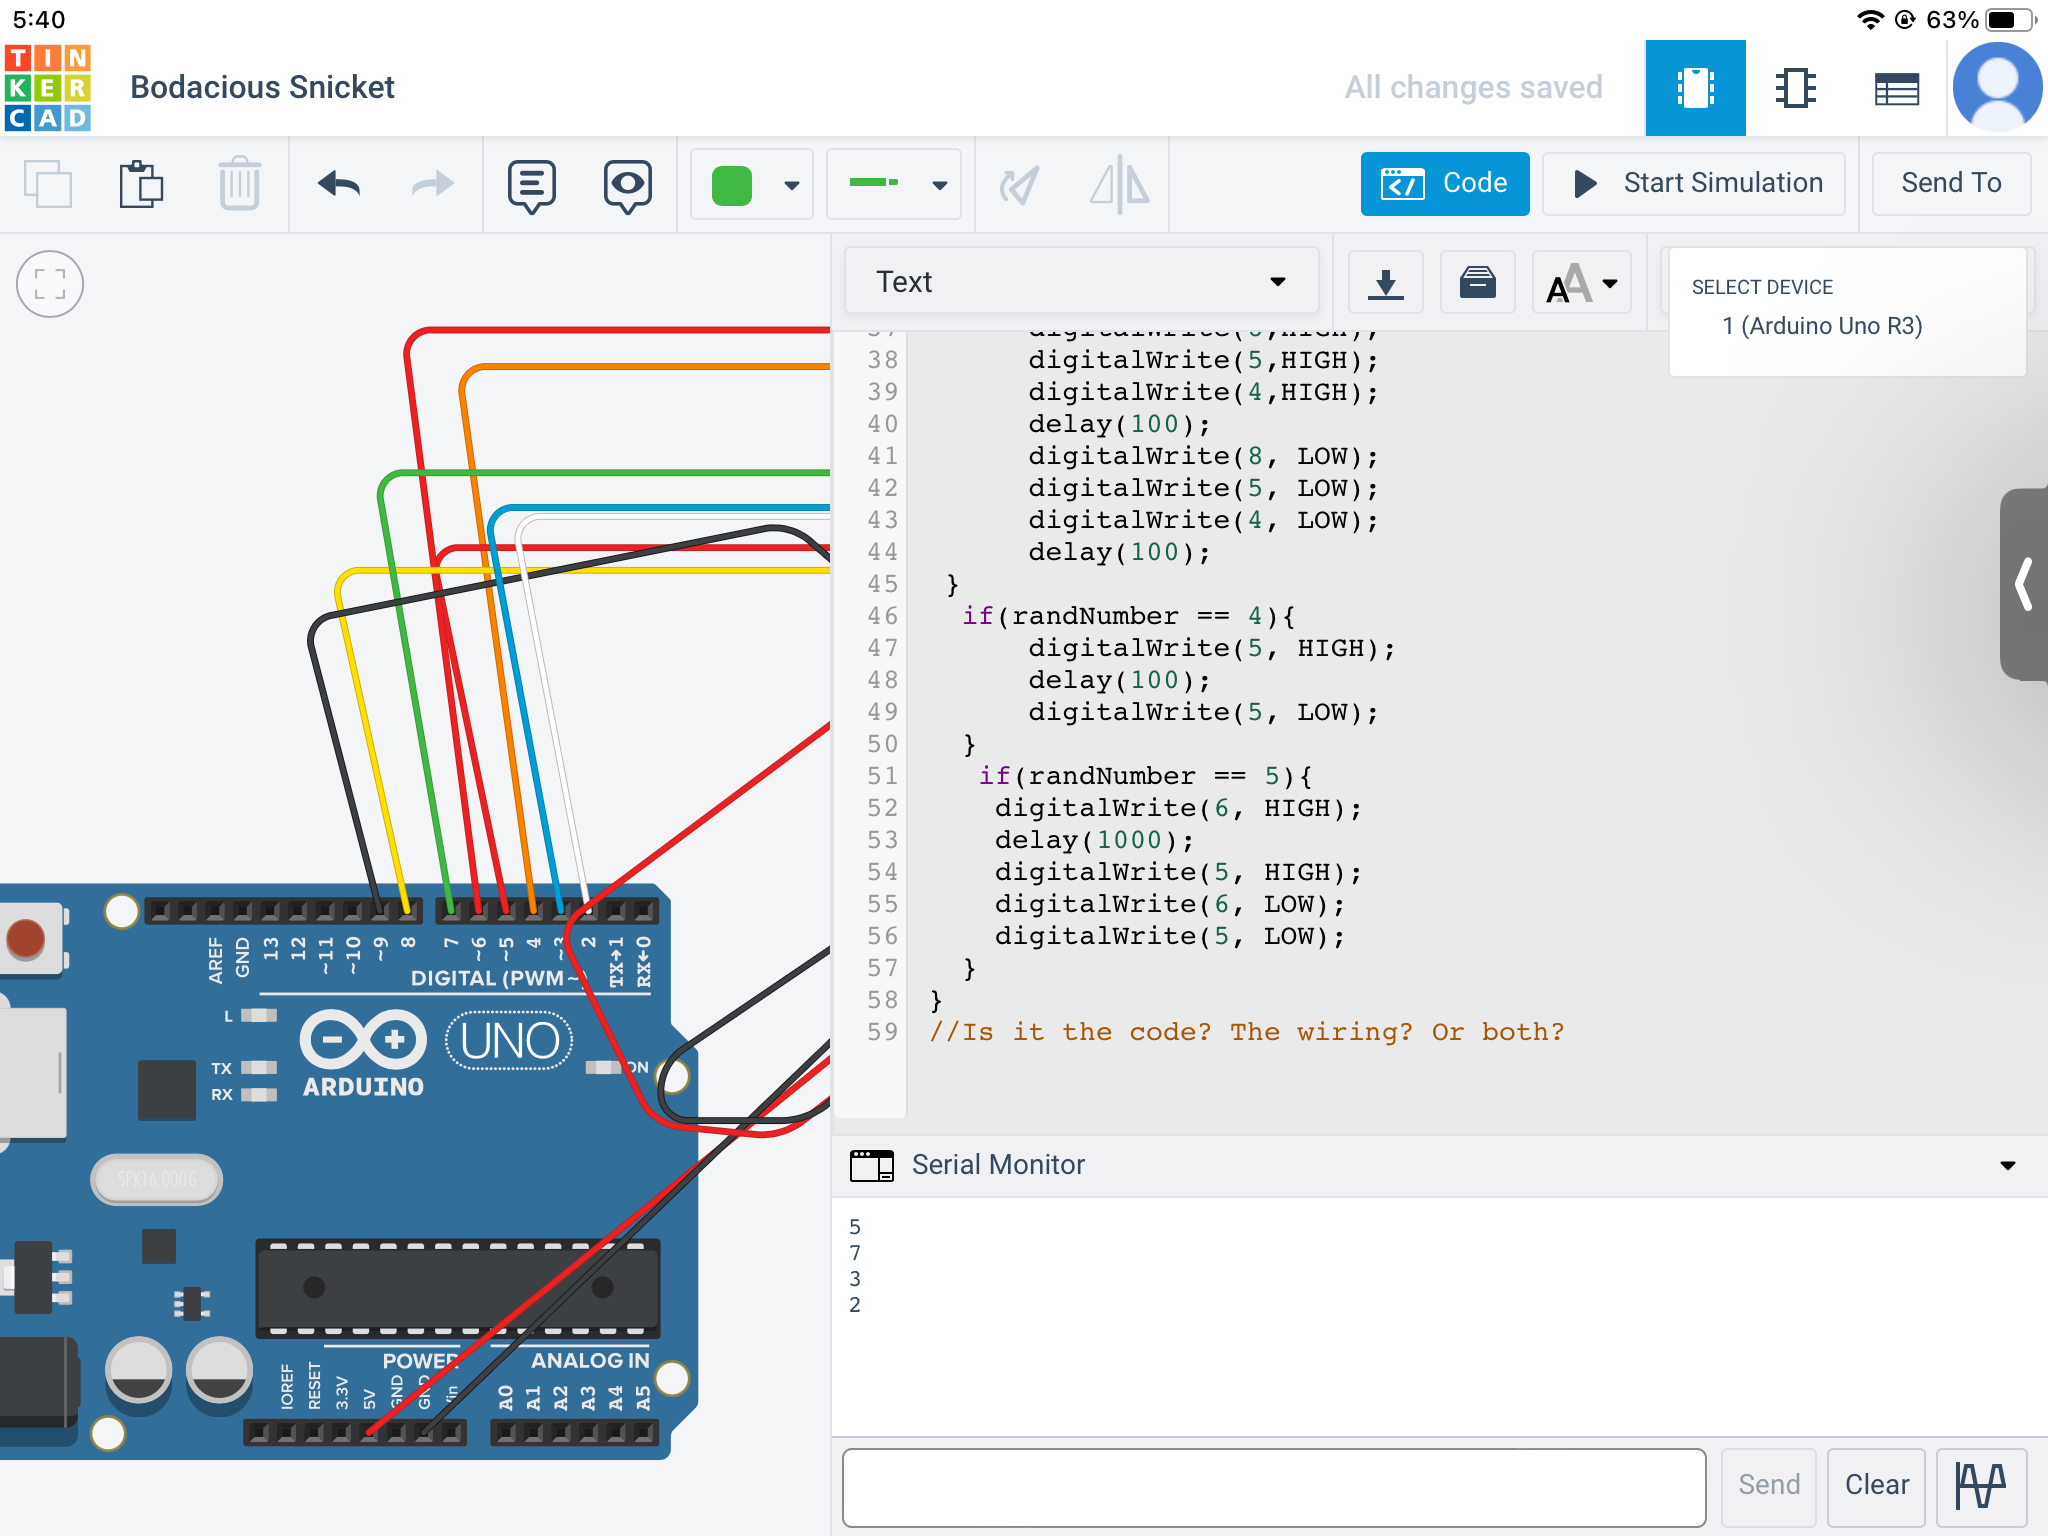 5:40
63%
TIN
KER
CAD
Bodacious Snicket
All changes saved
Code
Start Simulation
Send To
Text
AA
SELECT DEVICE
1 (Arduino Uno R3)
37 digitalWrite(6,HIGH);
38 digitalWrite(5,HIGH);
39 digitalWrite(4,HIGH);
40 delay(100);
41 digitalWrite(8, LOW);
42 digitalWrite(5, LOW);
43 digitalWrite(4, LOW);
44 delay(100);
45 }
46 if(randNumber == 4){
47 digitalWrite(5, HIGH);
48 delay(100);
49 digitalWrite(5, LOW);
50 }
51 if(randNumber == 5){
52 digitalWrite(6, HIGH);
53 delay(1000);
54 digitalWrite(5, HIGH);
55 digitalWrite(6, LOW);
56 digitalWrite(5, LOW);
57 }
58 }
59 //Is it the code? The wiring? Or both?
AREF GND 13 12 ~11 ~10 ~9 8 7 ~6 ~5 4 ~3 2 TX→1 RX←0
DIGITAL (PWM ~)
L
TX
RX
ARDUINO
UNO
ON
SPK16.000G
POWER
ANALOG IN
IOREF RESET 3.3V 5V GND GND Vin A0 A1 A2 A3 A4 A5
Serial Monitor
5
7
3
2
Send
Clear